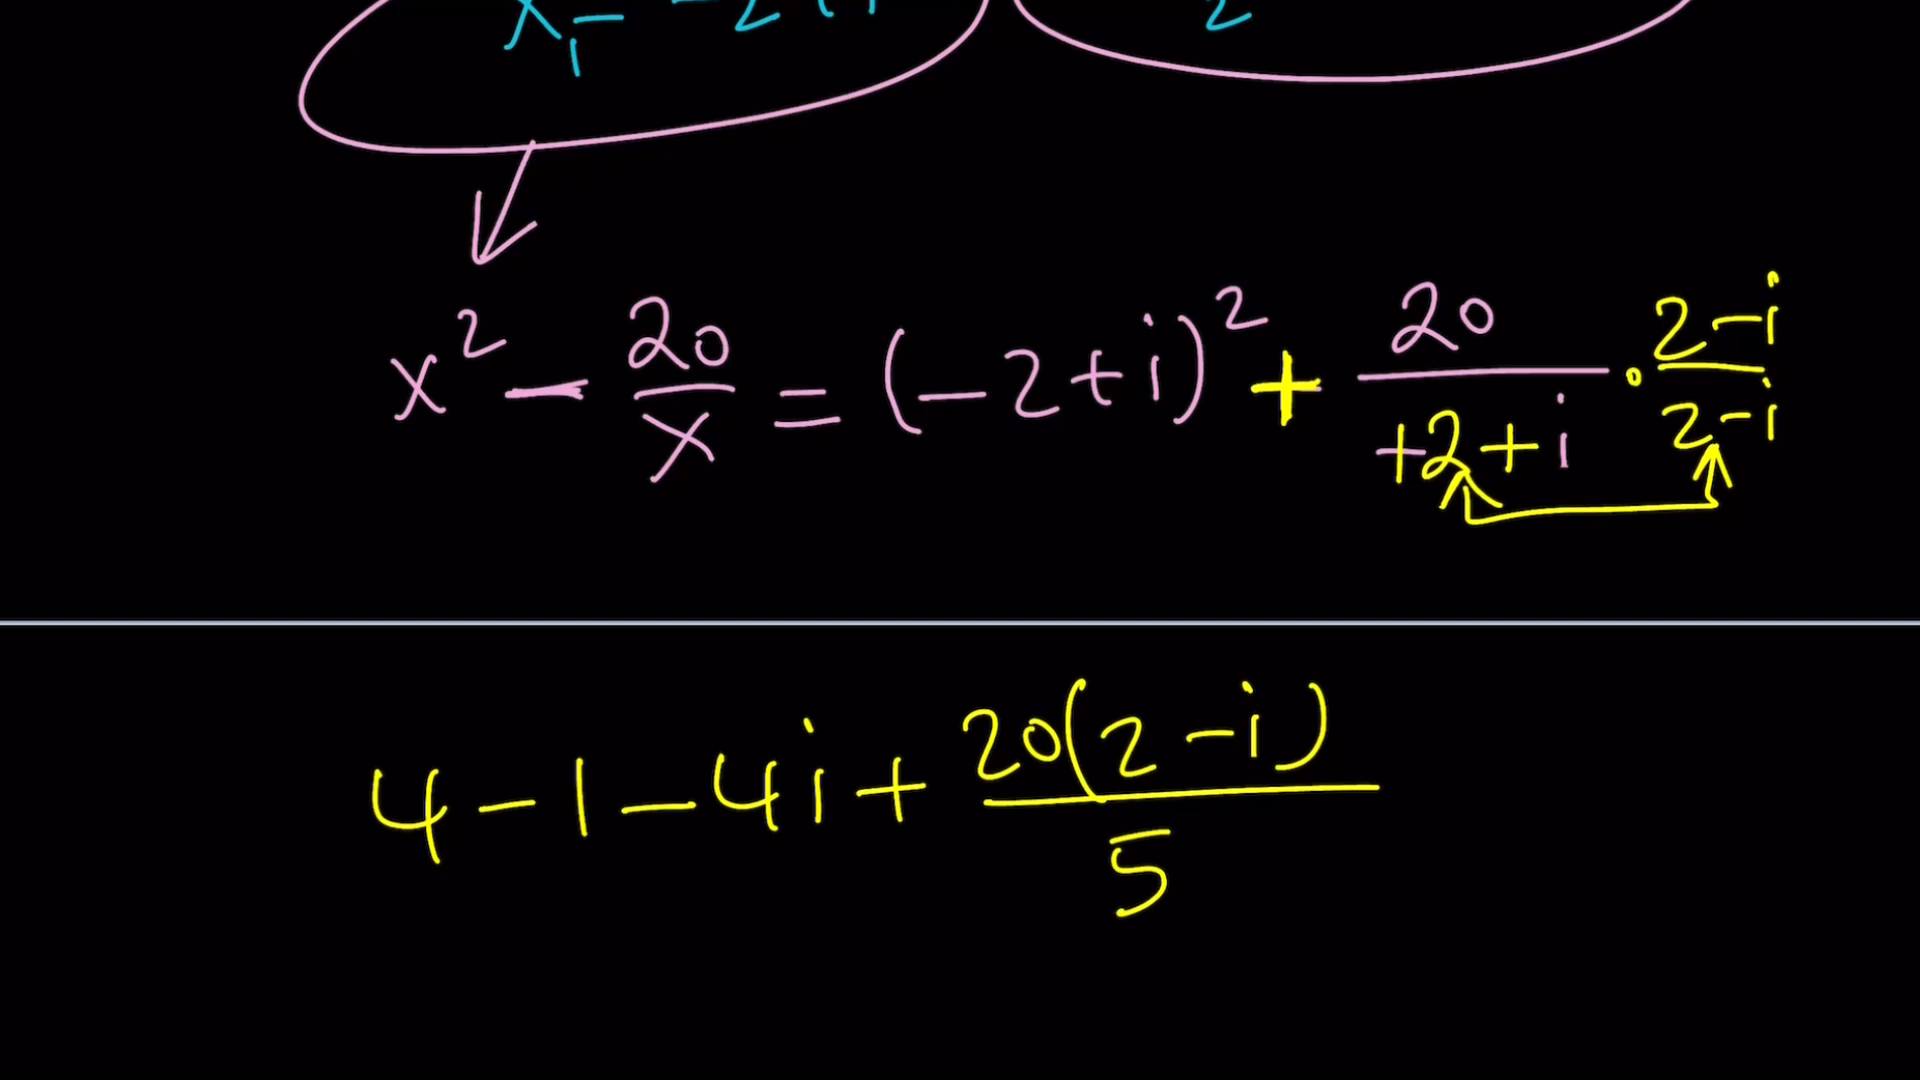 x² - 20/x = (-2+i)² + 20/(+2+i) · (2-i)/(2-i)
4 - 1 - 4i + 20(2-i)/5